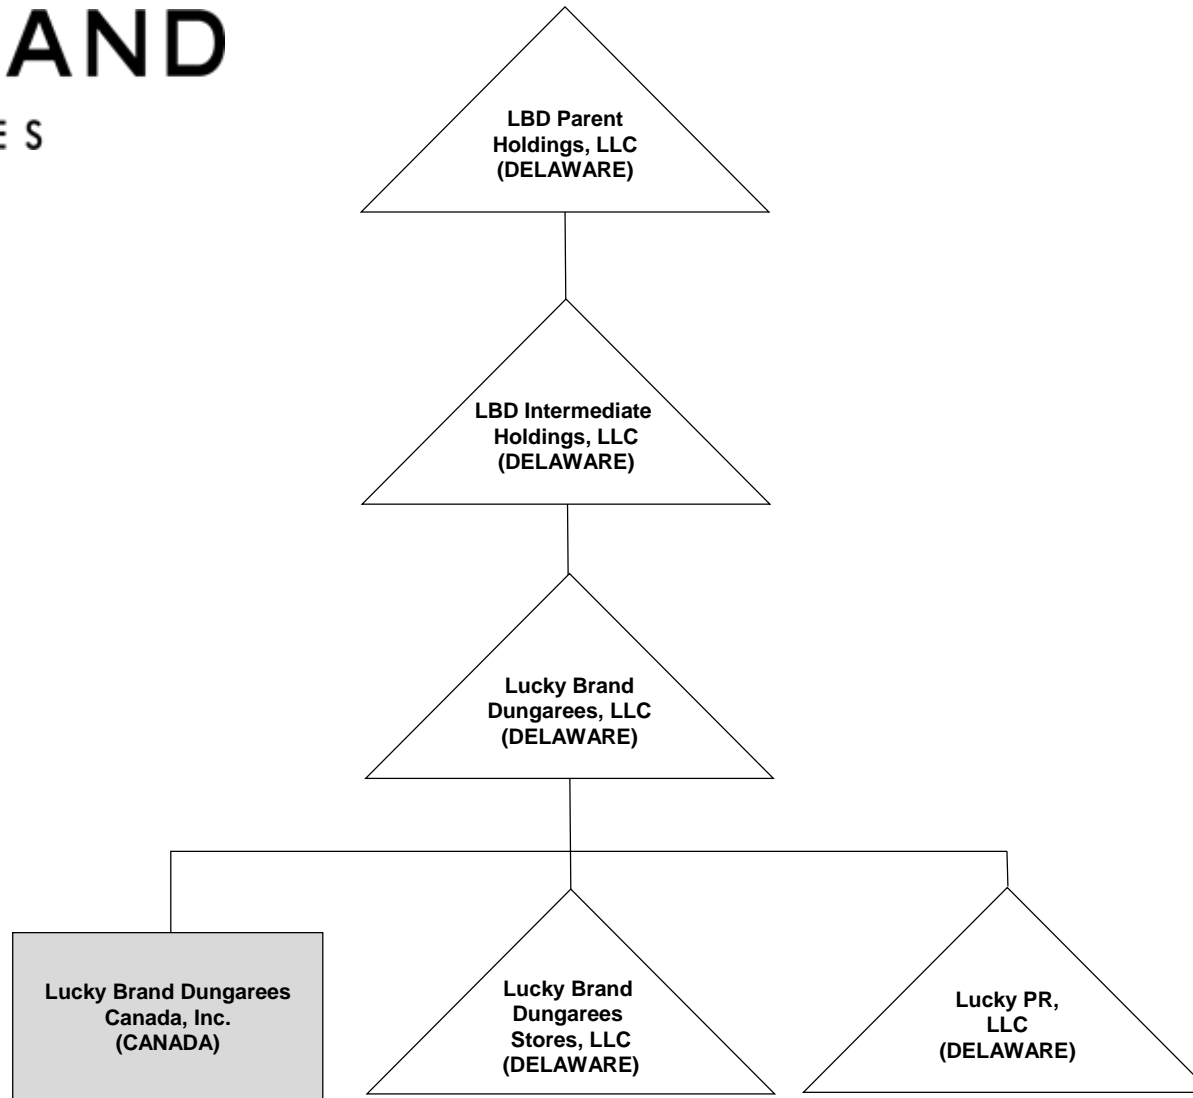 AND
ES
LBD Parent
Holdings, LLC
(DELAWARE)
LBD Intermediate
Holdings, LLC
(DELAWARE)
Lucky Brand
Dungarees, LLC
(DELAWARE)
Lucky Brand Dungarees
Canada, Inc.
(CANADA)
Lucky Brand
Dungarees
Stores, LLC
(DELAWARE)
Lucky PR,
LLC
(DELAWARE)